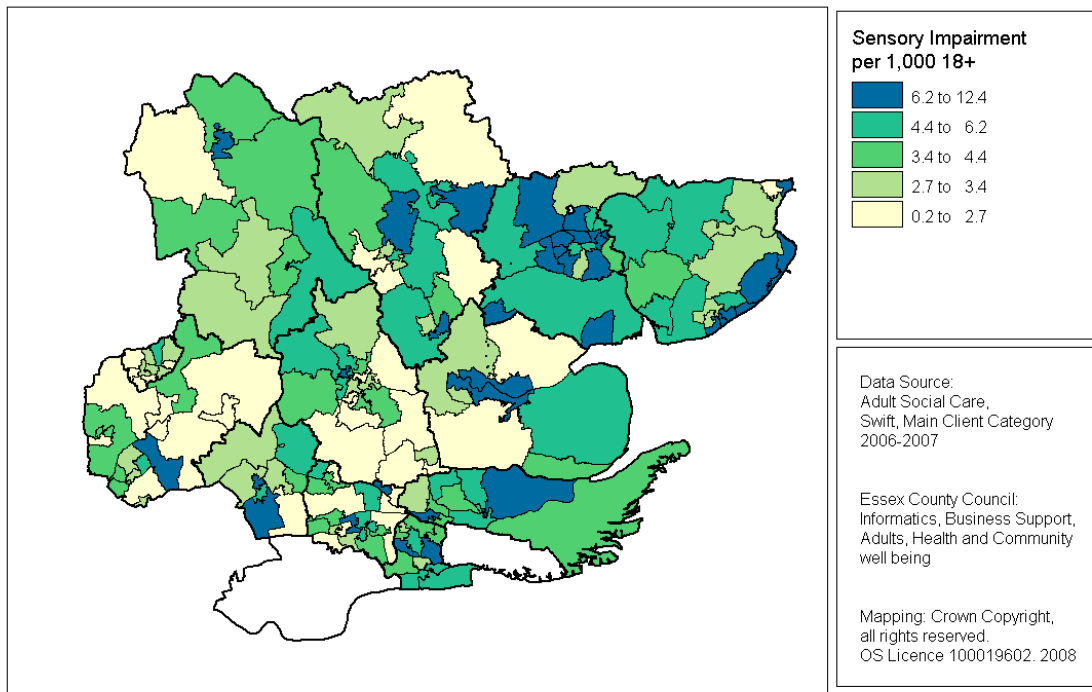 Sensory Impairment
per 1,000 18+
6.2 to 12.4
4.4 to 6.2
3.4 to 4.4
2.7 to 3.4
0.2 to 2.7
Data Source:
Adult Social Care,
Swift, Main Client Category
2006-2007
Essex County Council:
Informatics, Business Support,
Adults, Health and Community
well being
Mapping: Crown Copyright,
all rights reserved.
OS Licence 100019602. 2008